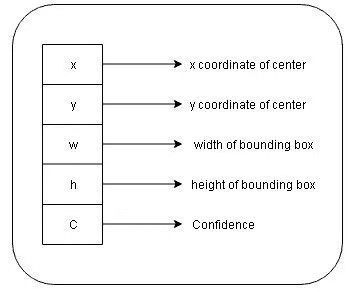 x x coordinate of center
y y coordinate of center
w width of bounding box
h height of bounding box
C Confidence